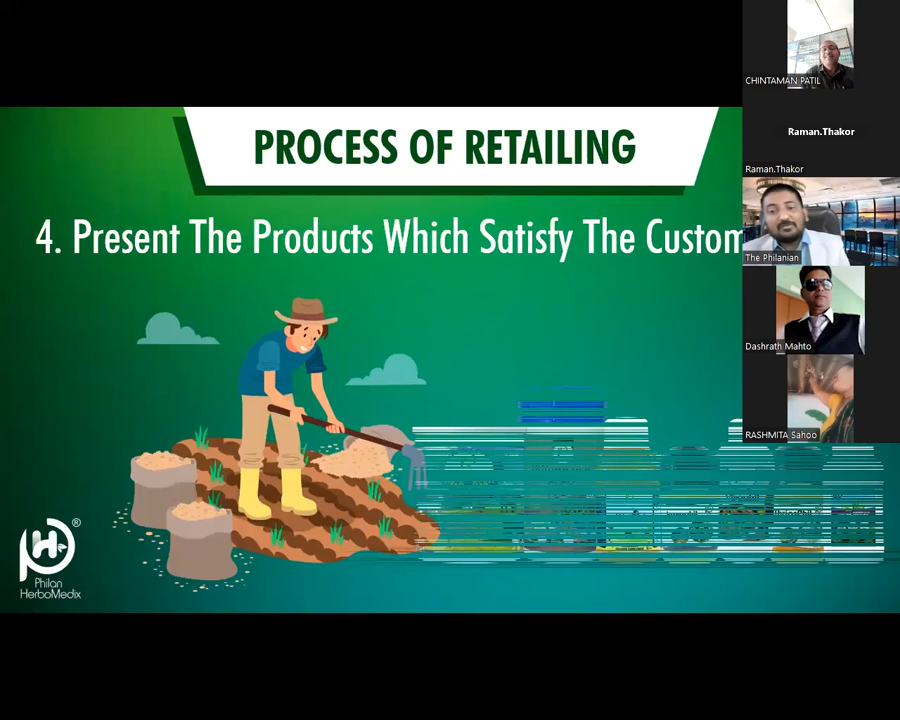 PROCESS OF RETAILING
4. Present The Products Which Satisfy The Custom
Philan
HerboMedix
®
CHINTAMAN PATIL
Raman.Thakor
Raman.Thakor
The Philanian
Dashrath Mahto
RASHMITA Sahoo